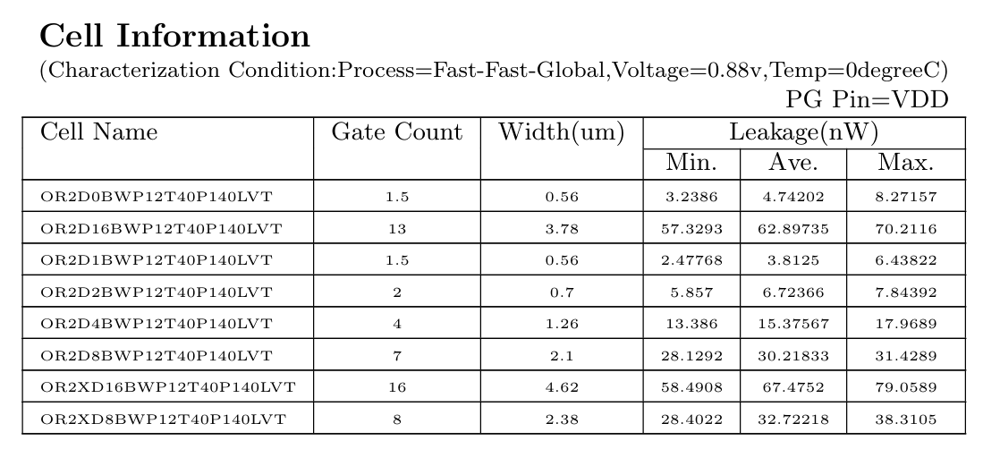 Cell Information
(Characterization Condition:Process=Fast-Fast-Global,Voltage=0.88v,Temp=0degreeC)
PG Pin=VDD
Cell Name Gate Count Width(um) Leakage(nW)
Min. Ave. Max.
OR2D0BWP12T40P140LVT 1.5 0.56 3.2386 4.74202 8.27157
OR2D16BWP12T40P140LVT 13 3.78 57.3293 62.89735 70.2116
OR2D1BWP12T40P140LVT 1.5 0.56 2.47768 3.8125 6.43822
OR2D2BWP12T40P140LVT 2 0.7 5.857 6.72366 7.84392
OR2D4BWP12T40P140LVT 4 1.26 13.386 15.37567 17.9689
OR2D8BWP12T40P140LVT 7 2.1 28.1292 30.21833 31.4289
OR2XD16BWP12T40P140LVT 16 4.62 58.4908 67.4752 79.0589
OR2XD8BWP12T40P140LVT 8 2.38 28.4022 32.72218 38.3105